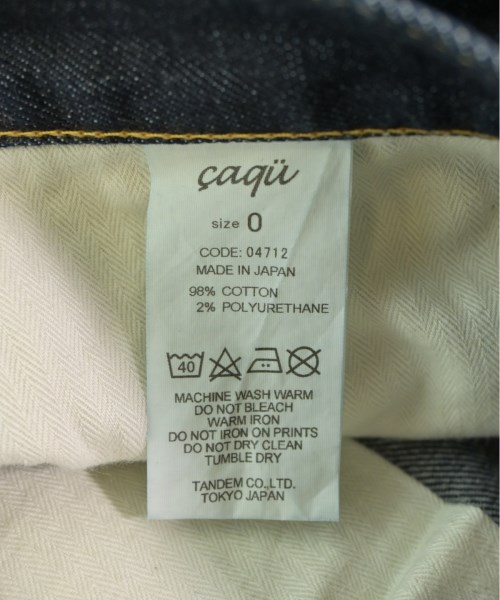 çaqü
size 0
CODE: 04712
MADE IN JAPAN
98% COTTON
2% POLYURETHANE
40
MACHINE WASH WARM
DO NOT BLEACH
WARM IRON
DO NOT IRON ON PRINTS
DO NOT DRY CLEAN
TUMBLE DRY
TANDEM CO.,LTD.
TOKYO JAPAN